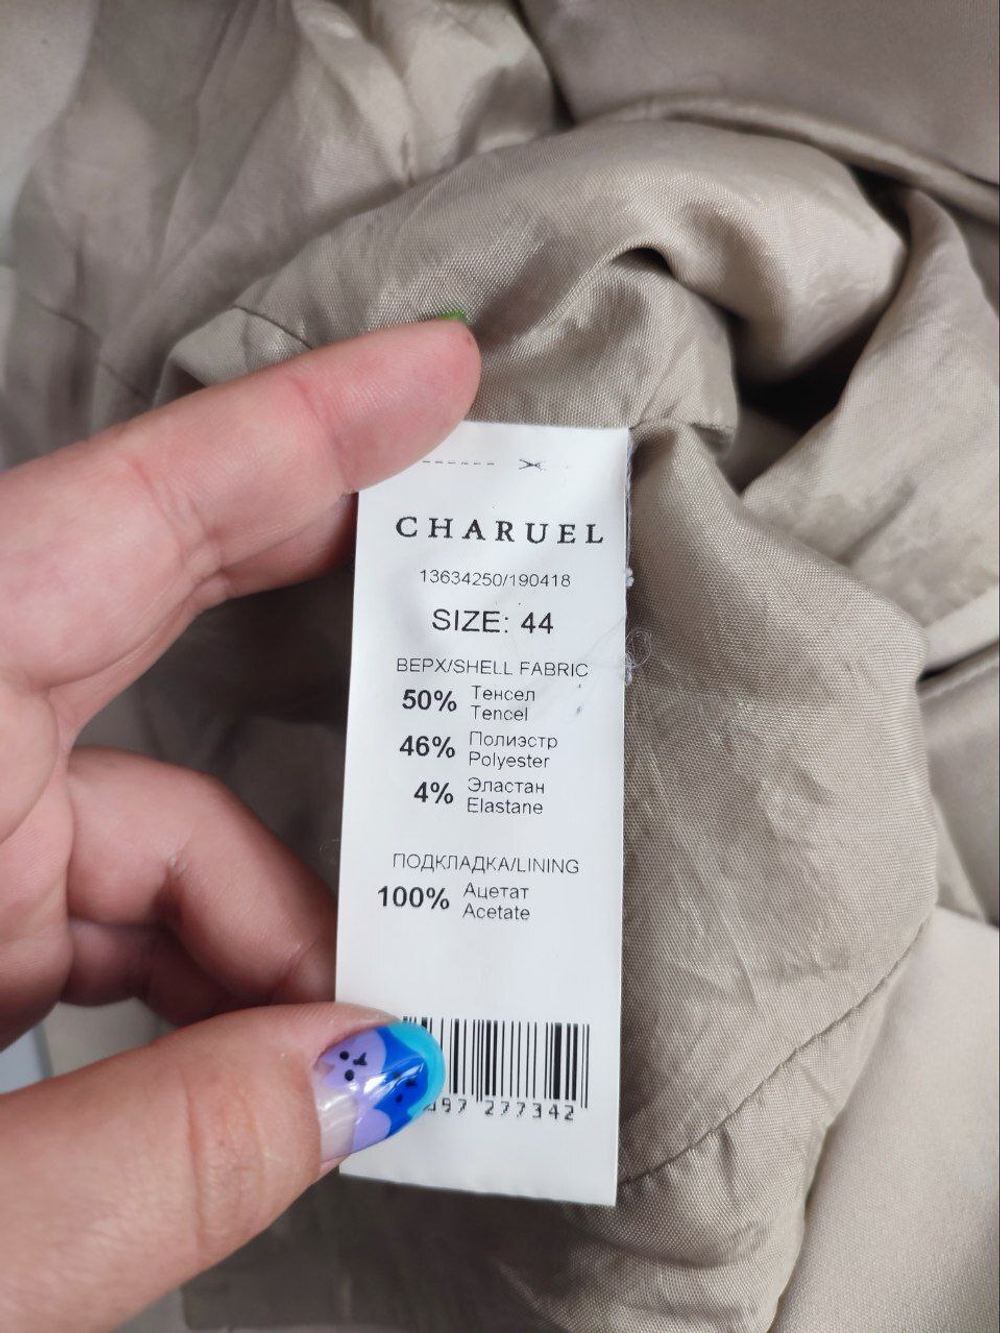 CHARUEL
13634250/190418
SIZE: 44
ВЕРХ/SHELL FABRIC
50% Тенсел
Tencel
46% Полиэстр
Polyester
4% Эластан
Elastane
ПОДКЛАДКА/LINING
100% Ацетат
Acetate
97 277342